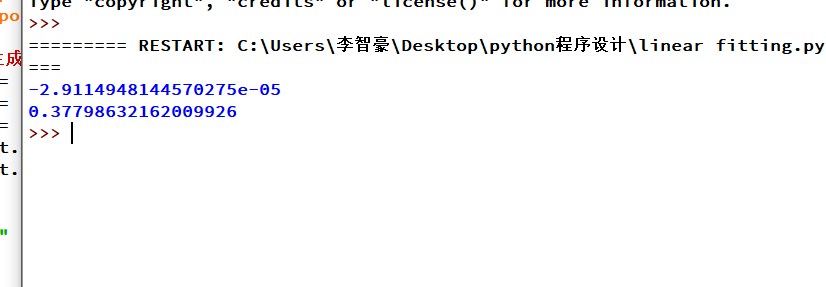 Type "copyright", "credits" or "license()" for more information.
>>>
========= RESTART: C:\Users\李智豪\Desktop\python程序设计\linear fitting.py
===
-2.9114948144570275e-05
0.37798632162009926
>>>
po
成
=
=
=
t.
t.
"